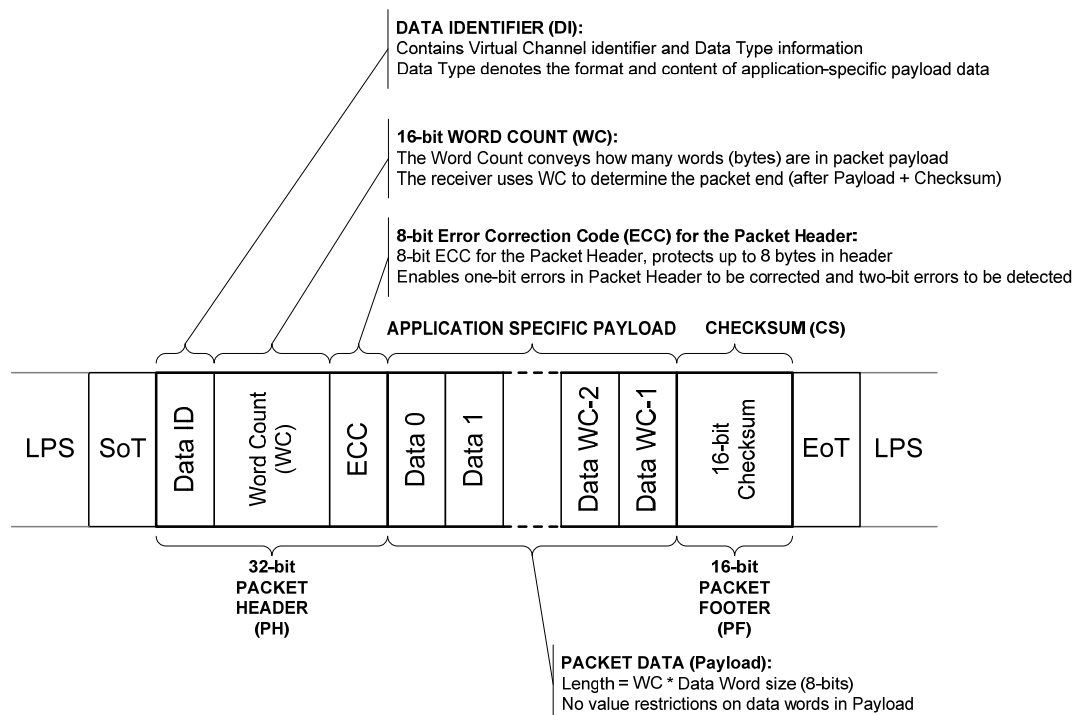 DATA IDENTIFIER (DI):
Contains Virtual Channel identifier and Data Type information
Data Type denotes the format and content of application-specific payload data
16-bit WORD COUNT (WC):
The Word Count conveys how many words (bytes) are in packet payload
The receiver uses WC to determine the packet end (after Payload + Checksum)
8-bit Error Correction Code (ECC) for the Packet Header:
8-bit ECC for the Packet Header, protects up to 8 bytes in header
Enables one-bit errors in Packet Header to be corrected and two-bit errors to be detected
APPLICATION SPECIFIC PAYLOAD
CHECKSUM (CS)
LPS
SoT
Data ID
Word Count
(WC)
ECC
Data 0
Data 1
Data WC-2
Data WC-1
16-bit
Checksum
EoT
LPS
32-bit
PACKET
HEADER
(PH)
16-bit
PACKET
FOOTER
(PF)
PACKET DATA (Payload):
Length = WC * Data Word size (8-bits)
No value restrictions on data words in Payload